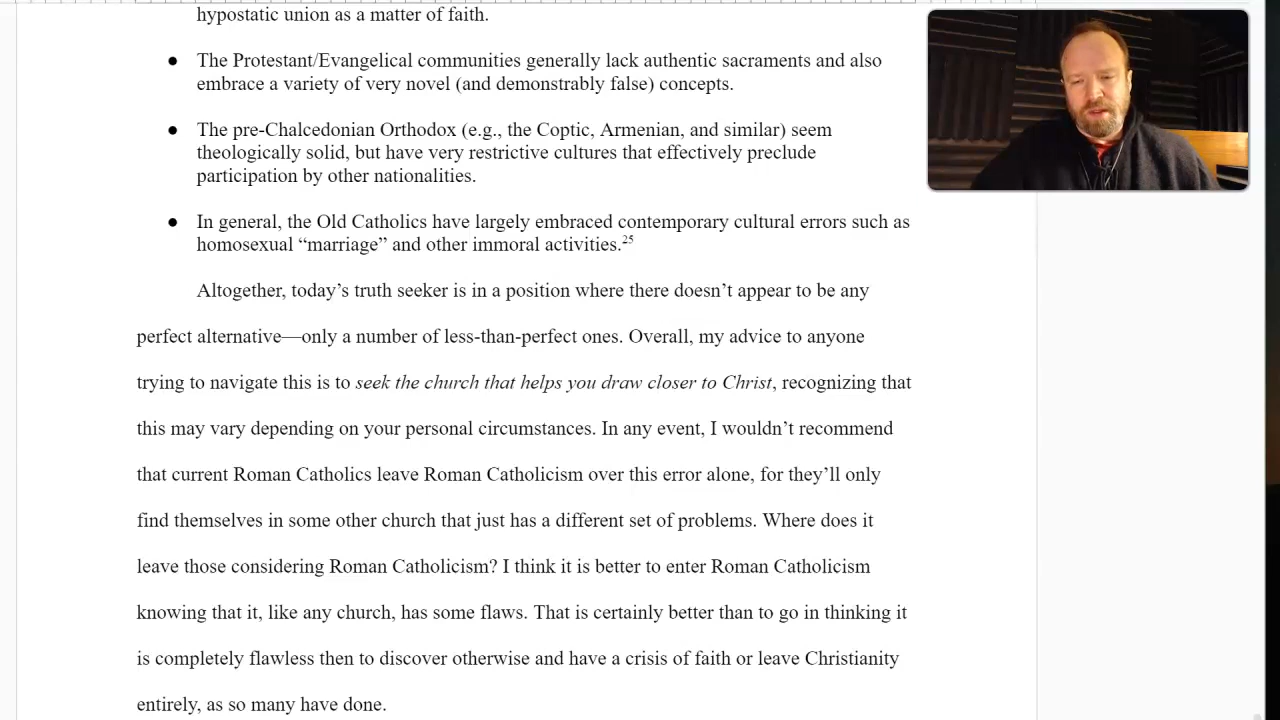 hypostatic union as a matter of faith.
● The Protestant/Evangelical communities generally lack authentic sacraments and also
embrace a variety of very novel (and demonstrably false) concepts.
● The pre-Chalcedonian Orthodox (e.g., the Coptic, Armenian, and similar) seem
theologically solid, but have very restrictive cultures that effectively preclude
participation by other nationalities.
● In general, the Old Catholics have largely embraced contemporary cultural errors such as
homosexual “marriage” and other immoral activities.²⁵
Altogether, today’s truth seeker is in a position where there doesn’t appear to be any
perfect alternative—only a number of less-than-perfect ones. Overall, my advice to anyone
trying to navigate this is to seek the church that helps you draw closer to Christ, recognizing that
this may vary depending on your personal circumstances. In any event, I wouldn’t recommend
that current Roman Catholics leave Roman Catholicism over this error alone, for they’ll only
find themselves in some other church that just has a different set of problems. Where does it
leave those considering Roman Catholicism? I think it is better to enter Roman Catholicism
knowing that it, like any church, has some flaws. That is certainly better than to go in thinking it
is completely flawless then to discover otherwise and have a crisis of faith or leave Christianity
entirely, as so many have done.